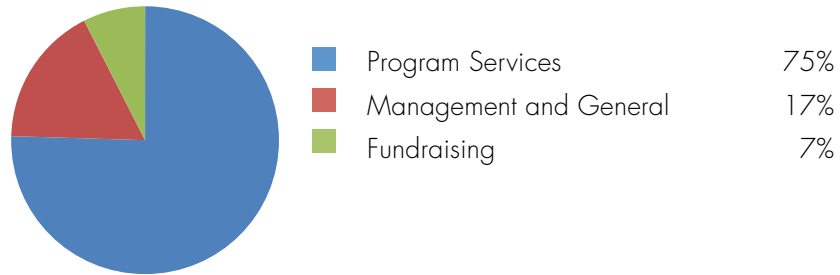 Program Services 75%
Management and General 17%
Fundraising 7%